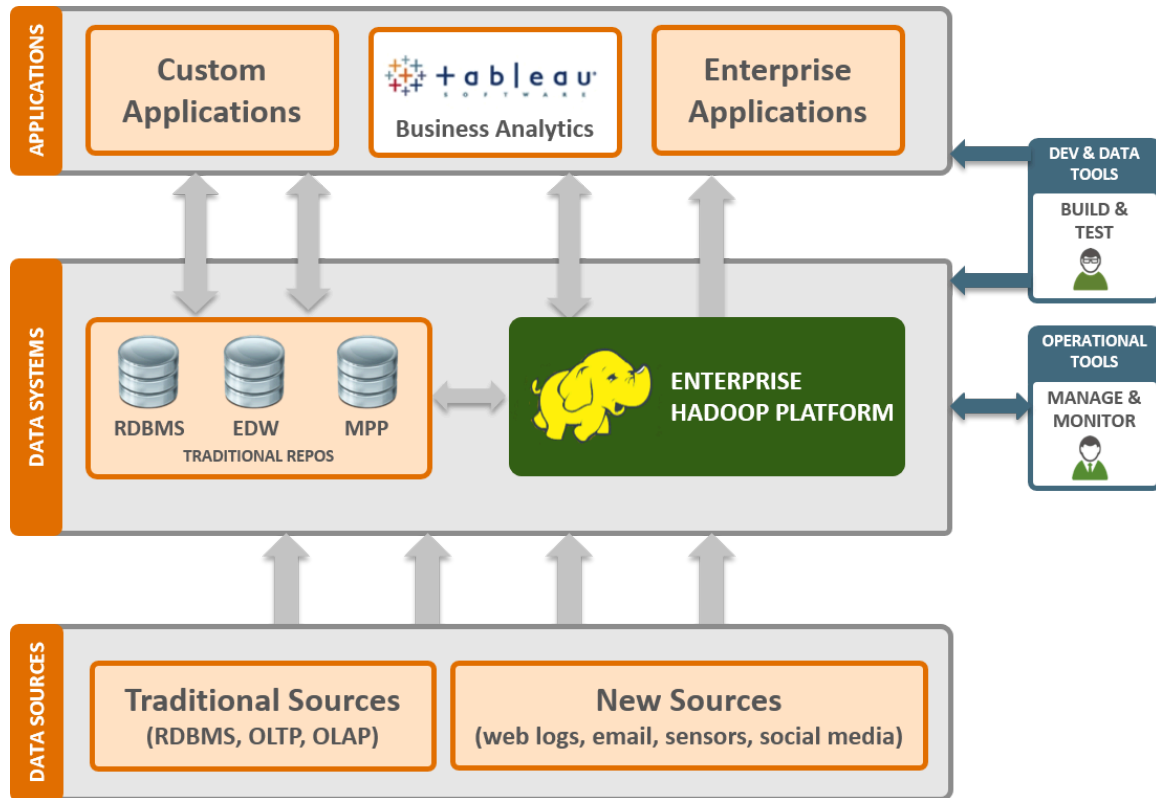 APPLICATIONS
Custom
Applications
+ a b l e a u
S O F T W A R E
Business Analytics
Enterprise
Applications
DEV & DATA
TOOLS
BUILD &
TEST
DATA SYSTEMS
RDBMS
EDW
MPP
TRADITIONAL REPOS
ENTERPRISE
HADOOP PLATFORM
OPERATIONAL
TOOLS
MANAGE &
MONITOR
DATA SOURCES
Traditional Sources
(RDBMS, OLTP, OLAP)
New Sources
(web logs, email, sensors, social media)